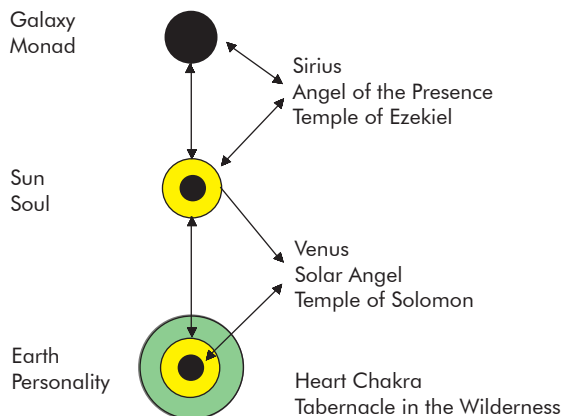 Galaxy
Monad
Sirius
Angel of the Presence
Temple of Ezekiel
Sun
Soul
Venus
Solar Angel
Temple of Solomon
Earth
Personality
Heart Chakra
Tabernacle in the Wilderness